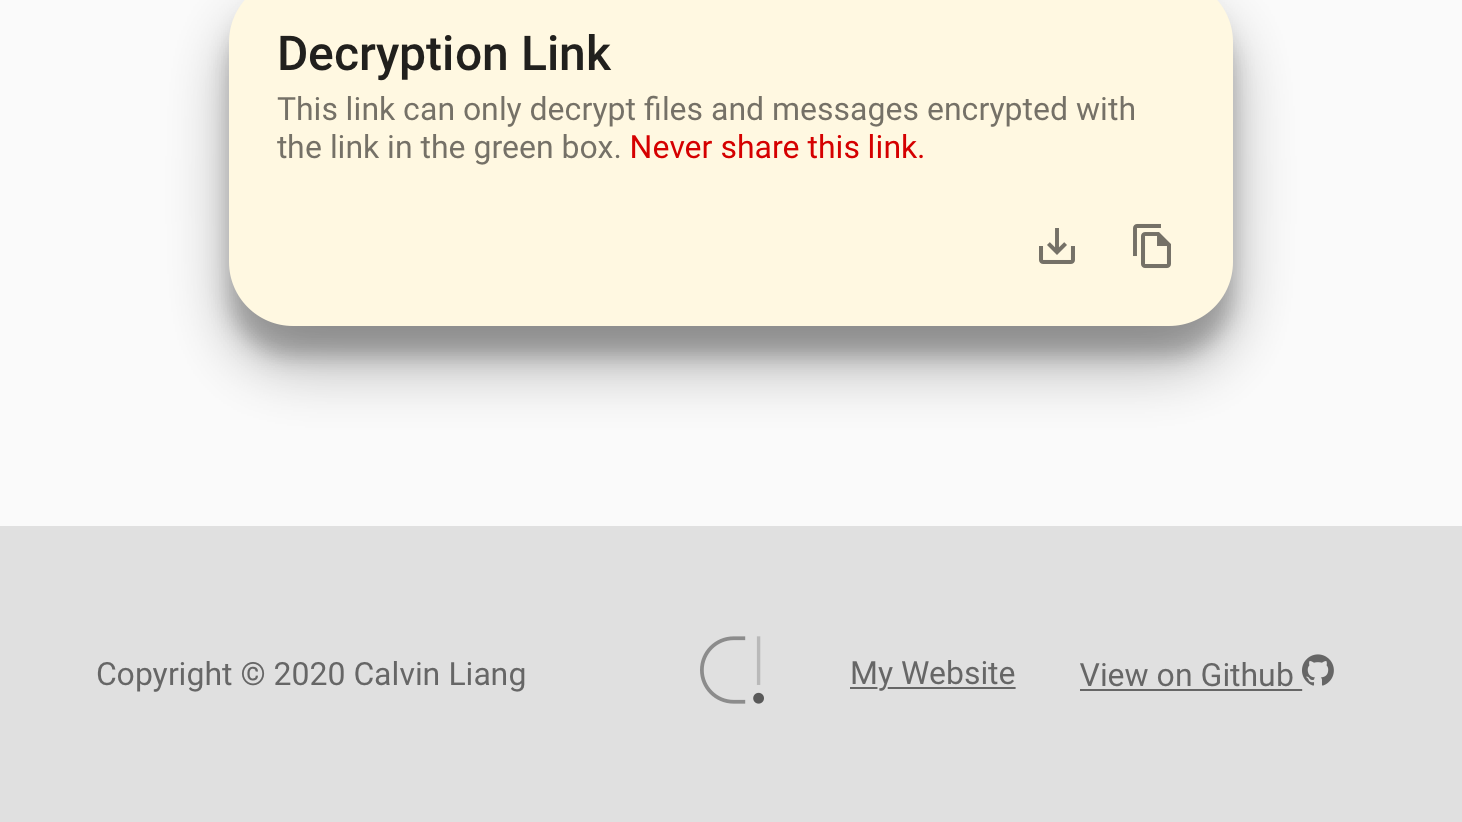 Decryption Link
This link can only decrypt files and messages encrypted with
the link in the green box. Never share this link.
Copyright © 2020 Calvin Liang
My Website
View on Github